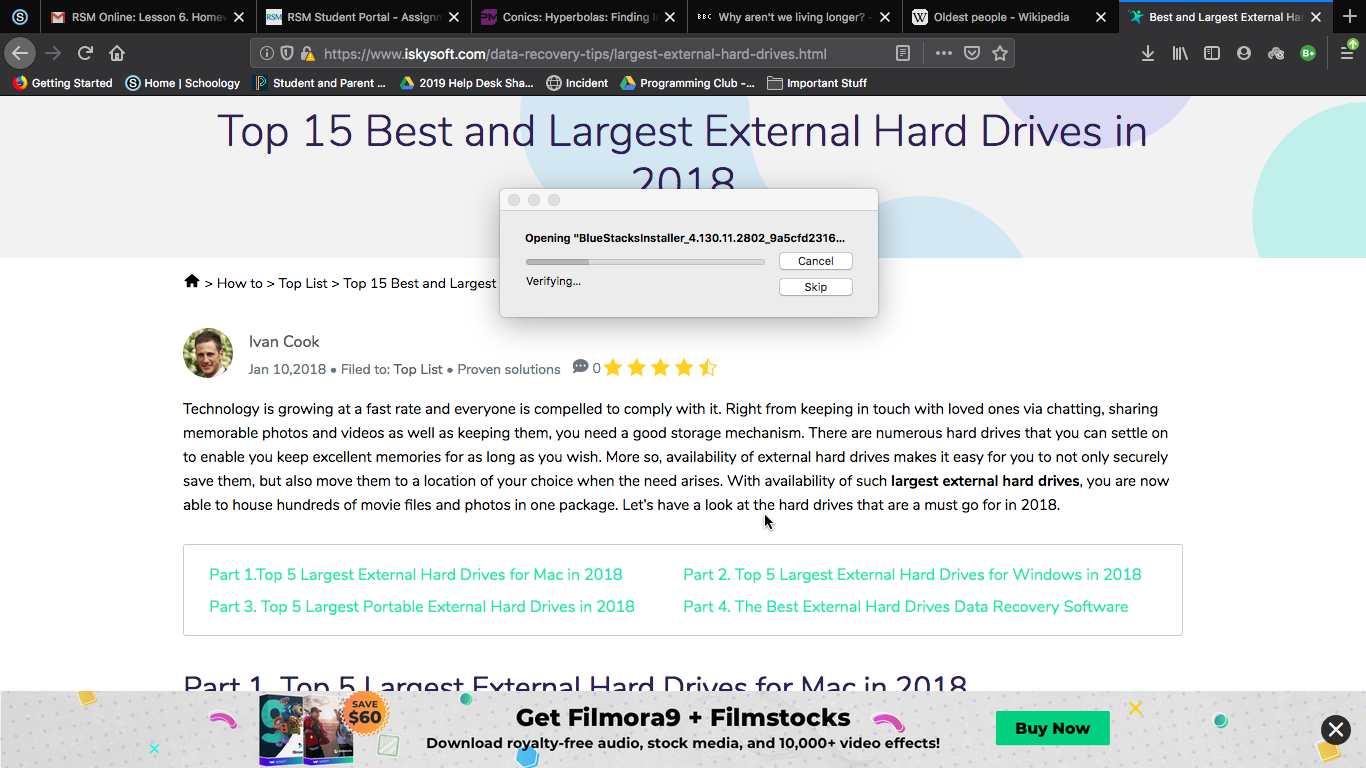 RSM Online: Lesson 6. Home
RSM Student Portal - Assignm
Conics: Hyperbolas: Finding I
BBC Why aren't we living longer? -
W Oldest people - Wikipedia
Best and Largest External Ha
https://www.iskysoft.com/data-recovery-tips/largest-external-hard-drives.html
Getting Started
Home | Schoology
Student and Parent ...
2019 Help Desk Sha...
Incident
Programming Club -...
Important Stuff
Top 15 Best and Largest External Hard Drives in
2018
Opening "BlueStacksInstaller_4.130.11.2802_9a5cfd2316...
Cancel
Verifying...
Skip
> How to > Top List > Top 15 Best and Largest
Ivan Cook
Jan 10,2018 • Filed to: Top List • Proven solutions 0
Technology is growing at a fast rate and everyone is compelled to comply with it. Right from keeping in touch with loved ones via chatting, sharing
memorable photos and videos as well as keeping them, you need a good storage mechanism. There are numerous hard drives that you can settle on
to enable you keep excellent memories for as long as you wish. More so, availability of external hard drives makes it easy for you to not only securely
save them, but also move them to a location of your choice when the need arises. With availability of such largest external hard drives, you are now
able to house hundreds of movie files and photos in one package. Let's have a look at the hard drives that are a must go for in 2018.
Part 1.Top 5 Largest External Hard Drives for Mac in 2018
Part 2. Top 5 Largest External Hard Drives for Windows in 2018
Part 3. Top 5 Largest Portable External Hard Drives in 2018
Part 4. The Best External Hard Drives Data Recovery Software
Part 1. Top 5 Largest External Hard Drives for Mac in 2018
SAVE
$60
Get Filmora9 + Filmstocks
Download royalty-free audio, stock media, and 10,000+ video effects!
Buy Now